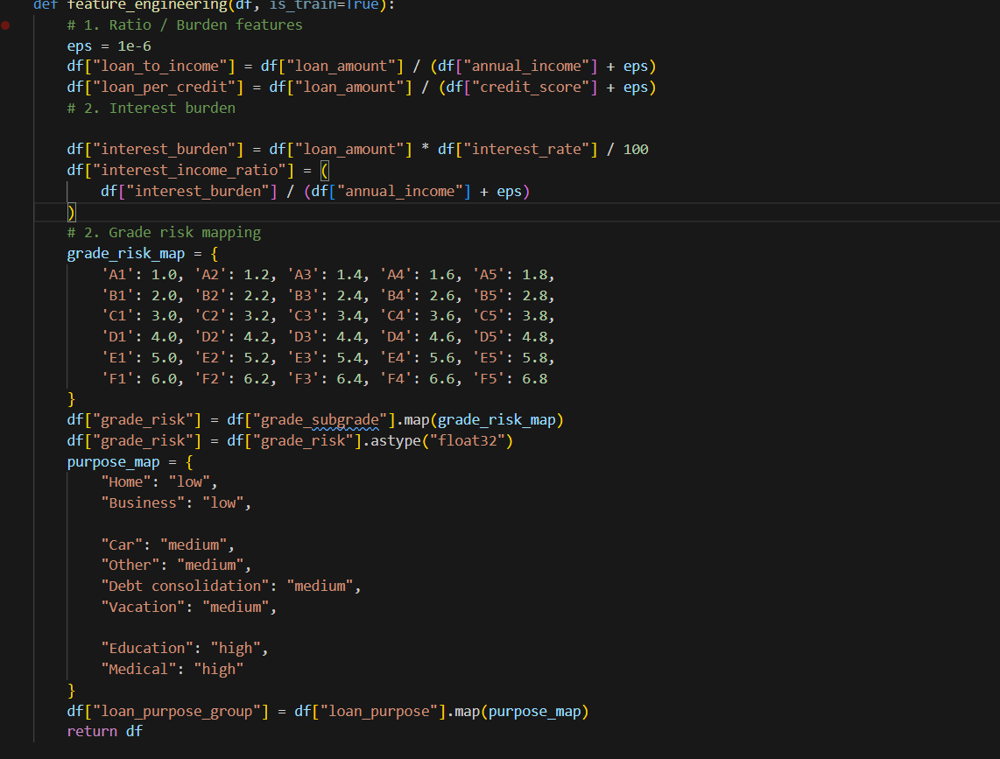 def feature_engineering(df, is_train=True):
    # 1. Ratio / Burden features
    eps = 1e-6
    df["loan_to_income"] = df["loan_amount"] / (df["annual_income"] + eps)
    df["loan_per_credit"] = df["loan_amount"] / (df["credit_score"] + eps)
    # 2. Interest burden

    df["interest_burden"] = df["loan_amount"] * df["interest_rate"] / 100
    df["interest_income_ratio"] = (
        df["interest_burden"] / (df["annual_income"] + eps)
    )
    # 2. Grade risk mapping
    grade_risk_map = {
        'A1': 1.0, 'A2': 1.2, 'A3': 1.4, 'A4': 1.6, 'A5': 1.8,
        'B1': 2.0, 'B2': 2.2, 'B3': 2.4, 'B4': 2.6, 'B5': 2.8,
        'C1': 3.0, 'C2': 3.2, 'C3': 3.4, 'C4': 3.6, 'C5': 3.8,
        'D1': 4.0, 'D2': 4.2, 'D3': 4.4, 'D4': 4.6, 'D5': 4.8,
        'E1': 5.0, 'E2': 5.2, 'E3': 5.4, 'E4': 5.6, 'E5': 5.8,
        'F1': 6.0, 'F2': 6.2, 'F3': 6.4, 'F4': 6.6, 'F5': 6.8
    }
    df["grade_risk"] = df["grade_subgrade"].map(grade_risk_map)
    df["grade_risk"] = df["grade_risk"].astype("float32")
    purpose_map = {
        "Home": "low",
        "Business": "low",

        "Car": "medium",
        "Other": "medium",
        "Debt consolidation": "medium",
        "Vacation": "medium",

        "Education": "high",
        "Medical": "high"
    }
    df["loan_purpose_group"] = df["loan_purpose"].map(purpose_map)
    return df